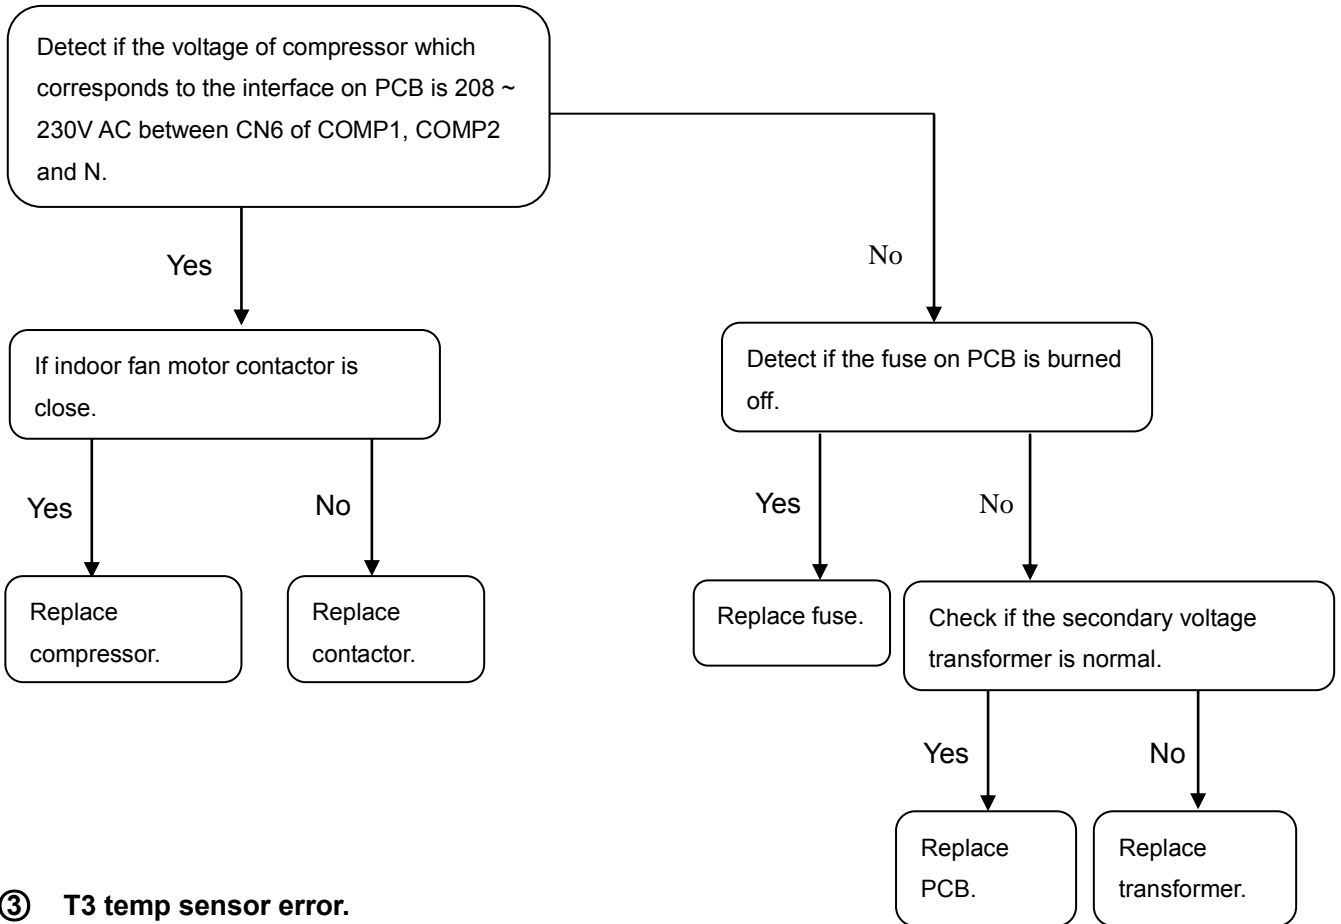 Detect if the voltage of compressor which
corresponds to the interface on PCB is 208 ~
230V AC between CN6 of COMP1, COMP2
and N.
Yes
No
If indoor fan motor contactor is
close.
Detect if the fuse on PCB is burned
off.
Yes
No
Yes
No
Replace
compressor.
Replace
contactor.
Replace fuse.
Check if the secondary voltage
transformer is normal.
Yes
No
Replace
PCB.
Replace
transformer.
③ T3 temp sensor error.